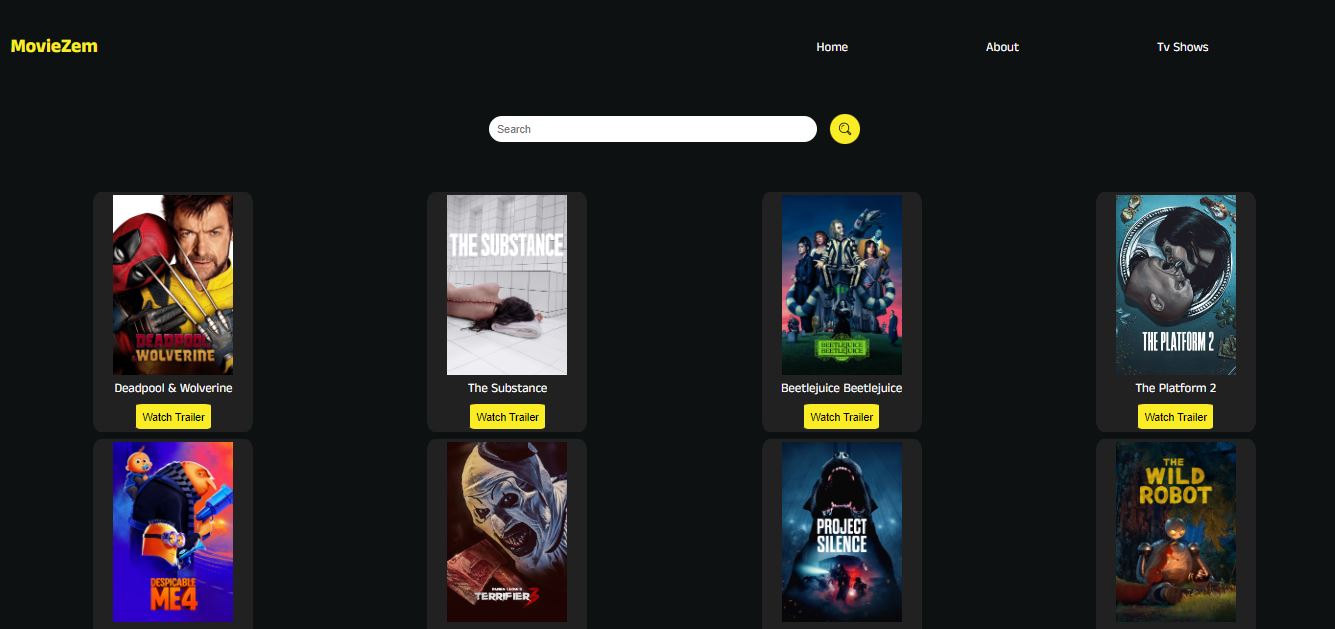 MovieZem
Home About Tv Shows
Search
DEADPOOL
& WOLVERINE
THE SUBSTANCE
BEETLEJUICE
BEETLEJUICE
THE PLATFORM 2
Deadpool & Wolverine
The Substance
Beetlejuice Beetlejuice
The Platform 2
Watch Trailer
Watch Trailer
Watch Trailer
Watch Trailer
DESPICABLE
ME4
TERRIFIER 3
PROJECT
SILENCE
THE
WILD
ROBOT